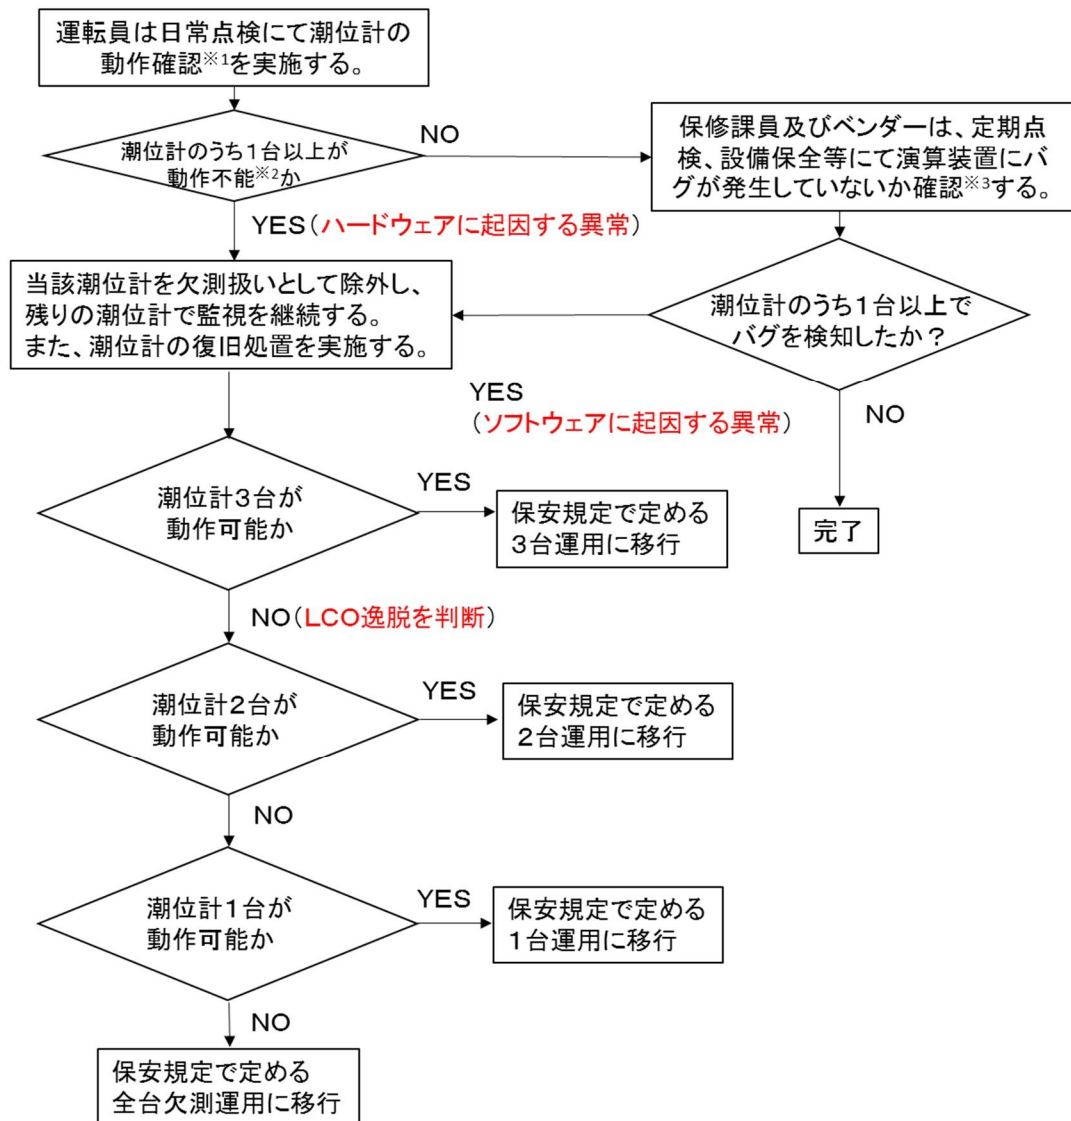 運転員は日常点検にて潮位計の
動作確認※1を実施する。
潮位計のうち1台以上が
動作不能※2か
NO
保修課員及びベンダーは、定期点
検、設備保全等にて演算装置にバ
グが発生していないか確認※3する。
YES（ハードウェアに起因する異常）
当該潮位計を欠測扱いとして除外し、
残りの潮位計で監視を継続する。
また、潮位計の復旧処置を実施する。
潮位計のうち1台以上で
バグを検知したか？
YES
（ソフトウェアに起因する異常）
NO
完了
潮位計３台が
動作可能か
YES
保安規定で定める
３台運用に移行
NO（LCO逸脱を判断）
潮位計２台が
動作可能か
YES
保安規定で定める
２台運用に移行
NO
潮位計１台が
動作可能か
YES
保安規定で定める
１台運用に移行
NO
保安規定で定める
全台欠測運用に移行